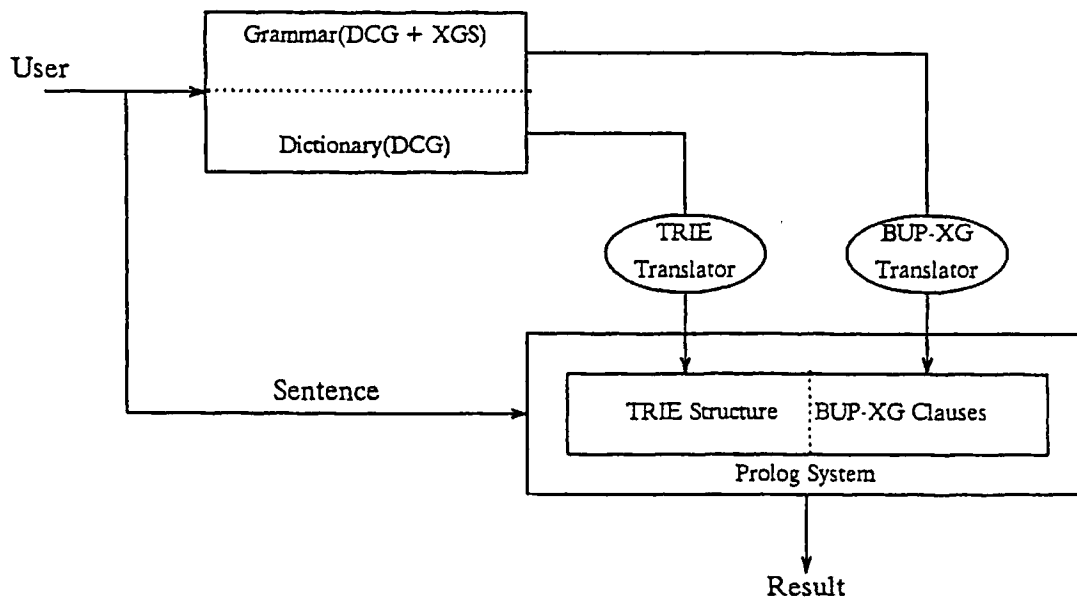 Grammar(DCG + XGS)
User
Dictionary(DCG)
TRIE
Translator
BUP-XG
Translator
Sentence
TRIE Structure
BUP-XG Clauses
Prolog System
Result